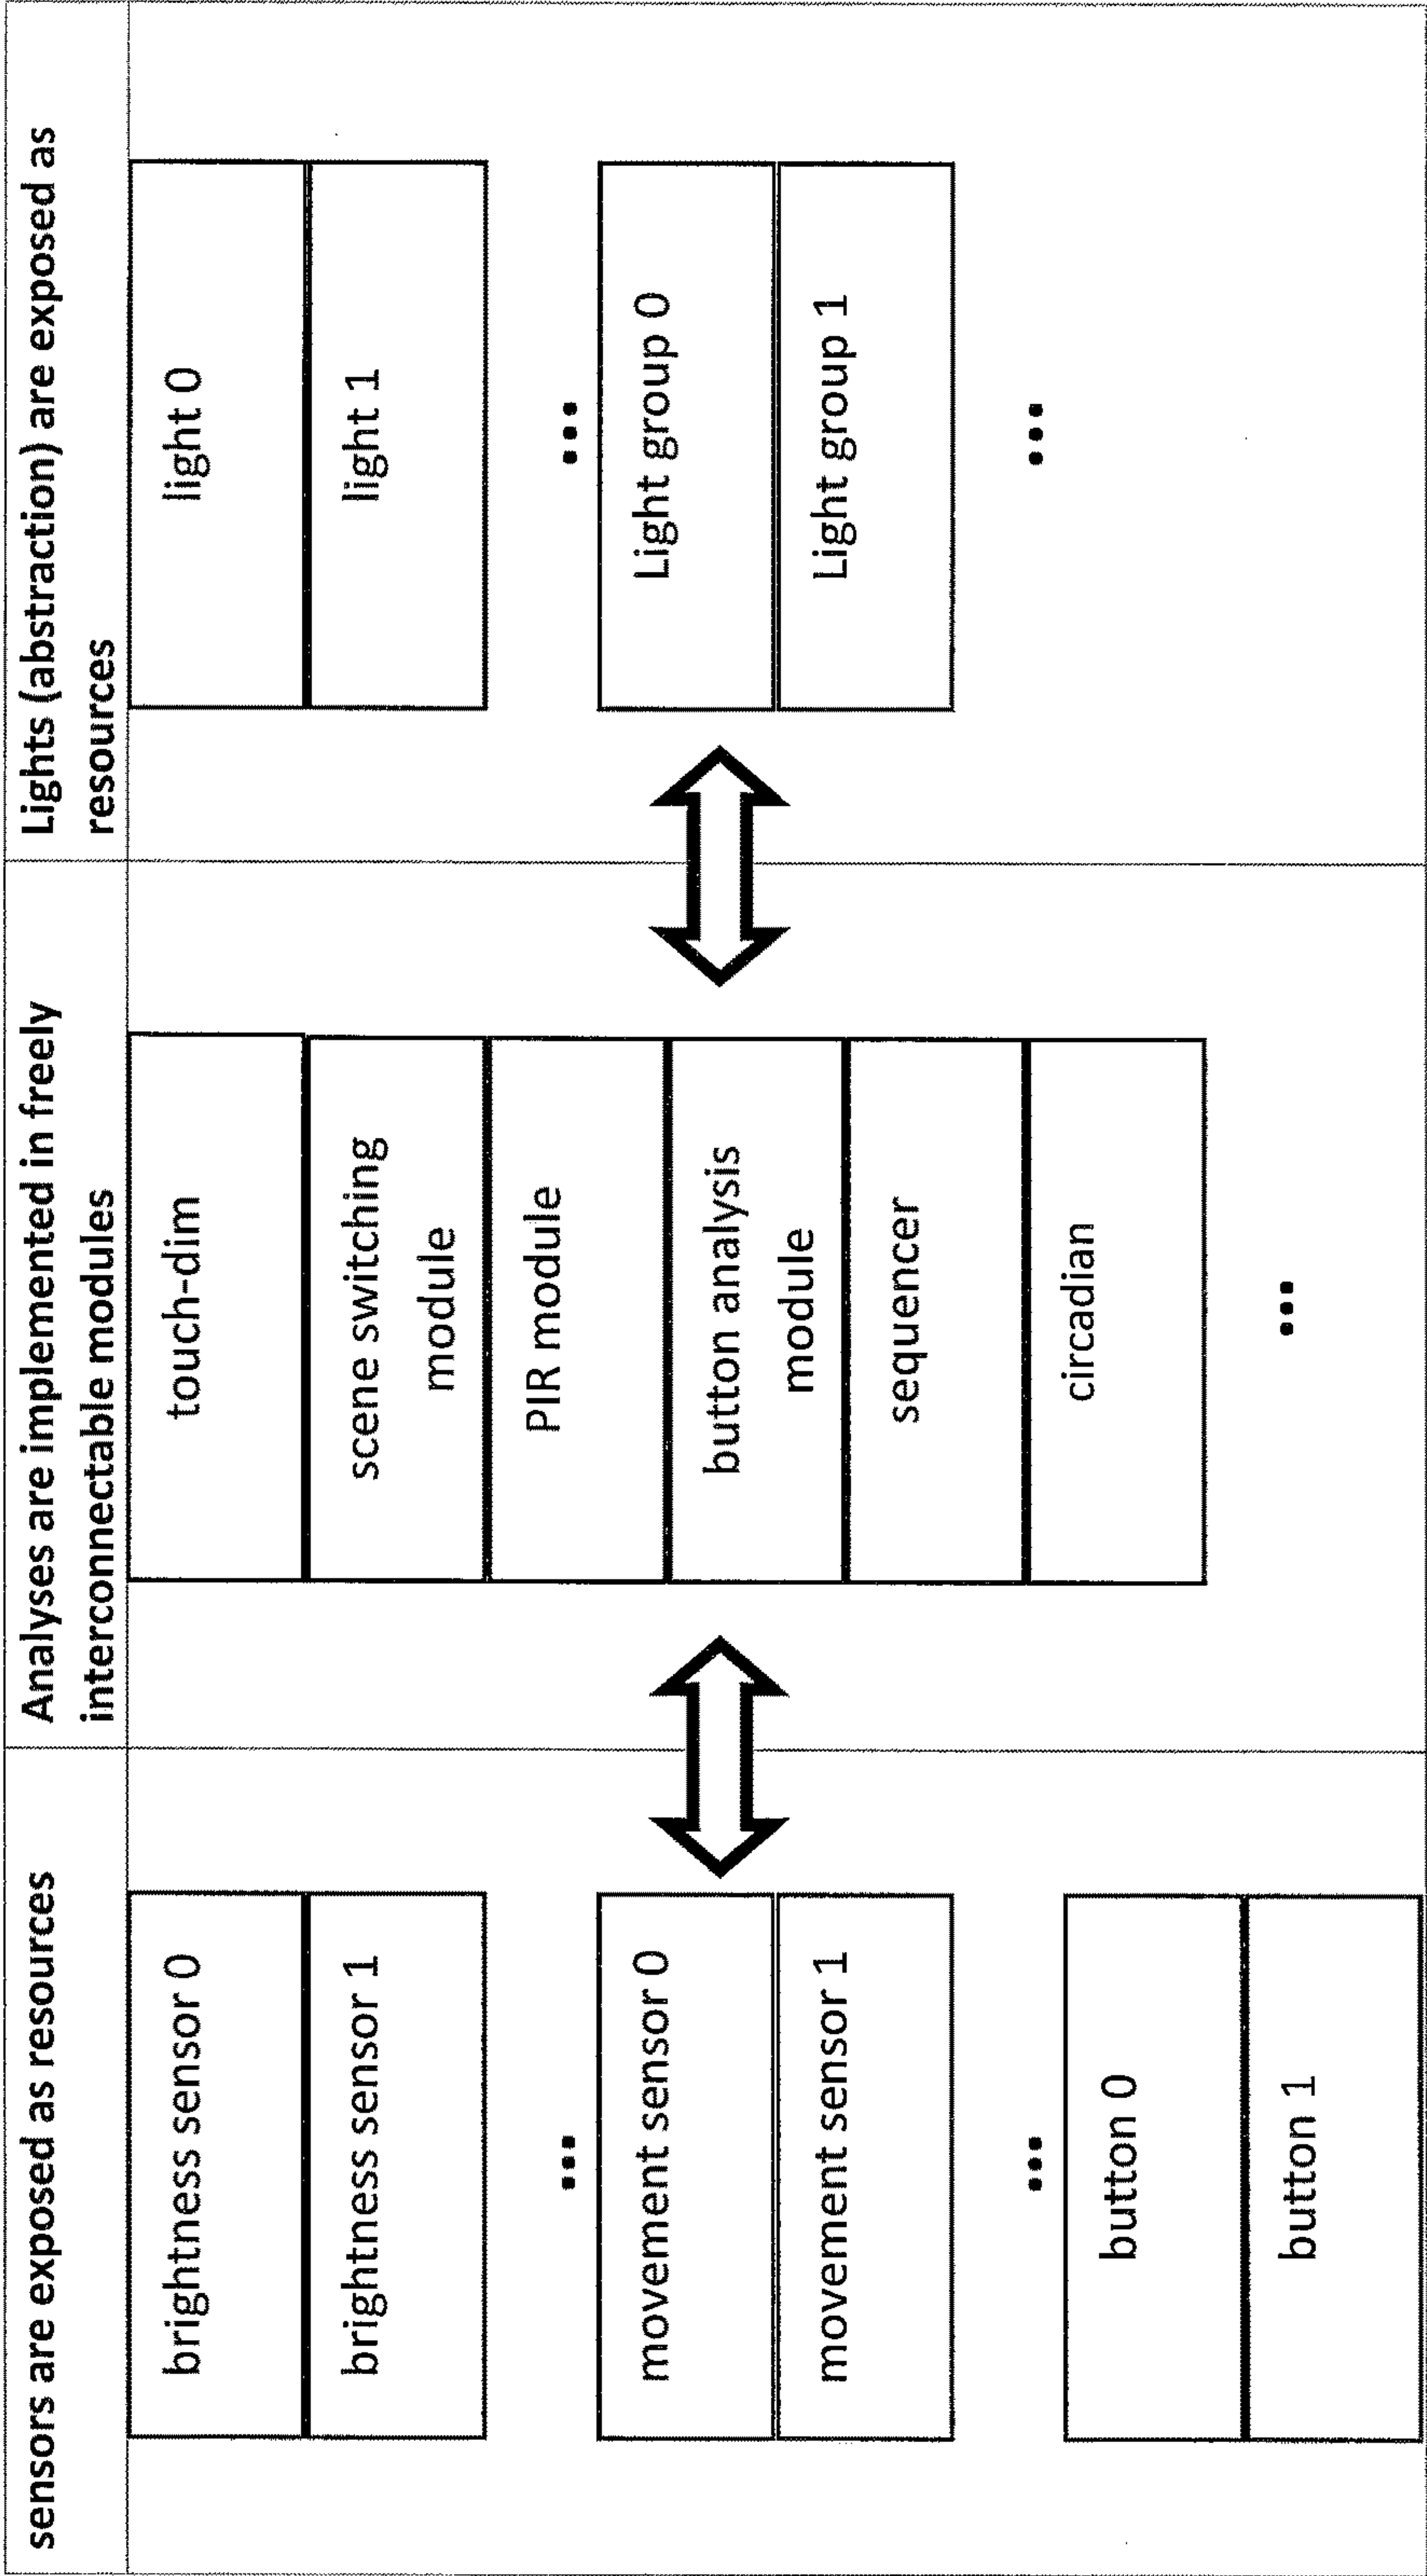 sensors are exposed as resources
brightness sensor 0
brightness sensor 1
...
movement sensor 0
movement sensor 1
...
button 0
button 1
Analyses are implemented in freely
interconnectable modules
touch-dim
scene switching
module
PIR module
button analysis
module
sequencer
circadian
...
Lights (abstraction) are exposed as
resources
light 0
light 1
...
Light group 0
Light group 1
...